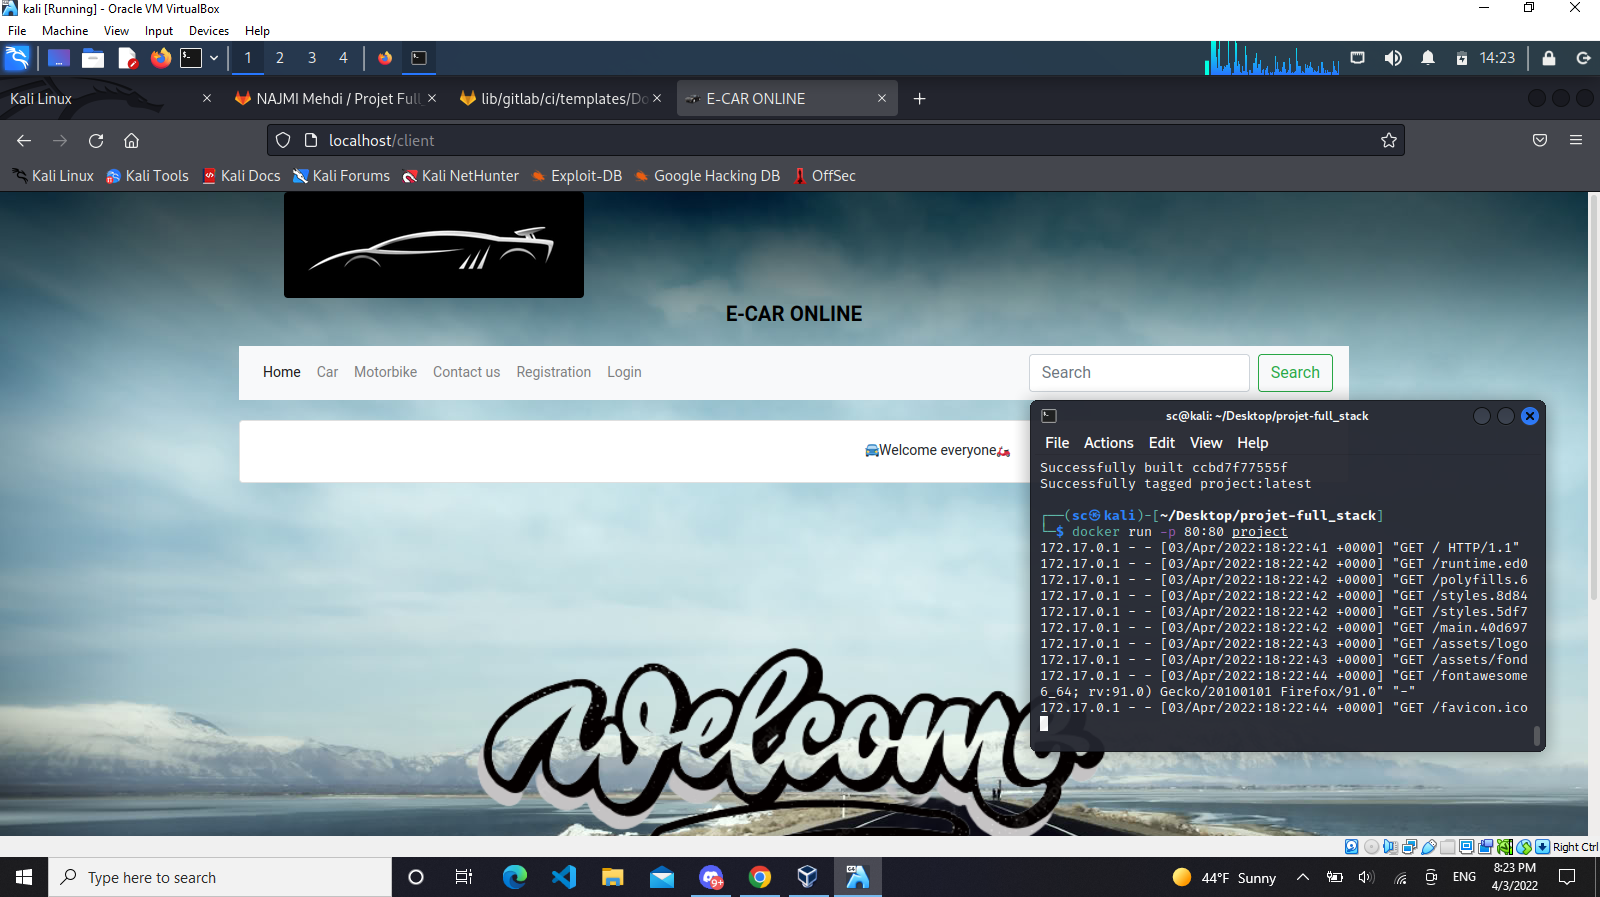 kali [Running] - Oracle VM VirtualBox
File Machine View Input Devices Help
1 2 3 4 14:23
Kali Linux NAJMI Mehdi / Projet Full lib/gitlab/ci/templates/Do E-CAR ONLINE
localhost/client
Kali Linux Kali Tools Kali Docs Kali Forums Kali NetHunter Exploit-DB Google Hacking DB OffSec
E-CAR ONLINE
Home Car Motorbike Contact us Registration Login Search Search
🚘Welcome everyone🛵
sc@kali: ~/Desktop/projet-full_stack
File Actions Edit View Help
Successfully built ccbd7f77555f
Successfully tagged project:latest
┌──(sc㉿kali)-[~/Desktop/projet-full_stack]
└─$ docker run -p 80:80 project
172.17.0.1 - - [03/Apr/2022:18:22:41 +0000] "GET / HTTP/1.1"
172.17.0.1 - - [03/Apr/2022:18:22:42 +0000] "GET /runtime.ed0
172.17.0.1 - - [03/Apr/2022:18:22:42 +0000] "GET /polyfills.6
172.17.0.1 - - [03/Apr/2022:18:22:42 +0000] "GET /styles.8d84
172.17.0.1 - - [03/Apr/2022:18:22:42 +0000] "GET /styles.5df7
172.17.0.1 - - [03/Apr/2022:18:22:42 +0000] "GET /main.40d697
172.17.0.1 - - [03/Apr/2022:18:22:43 +0000] "GET /assets/logo
172.17.0.1 - - [03/Apr/2022:18:22:43 +0000] "GET /assets/fond
172.17.0.1 - - [03/Apr/2022:18:22:44 +0000] "GET /fontawesome
6_64; rv:91.0) Gecko/20100101 Firefox/91.0" "-"
172.17.0.1 - - [03/Apr/2022:18:22:44 +0000] "GET /favicon.ico
Welcome
Right Ctrl
Type here to search
9+
44°F Sunny
ENG
8:23 PM
4/3/2022